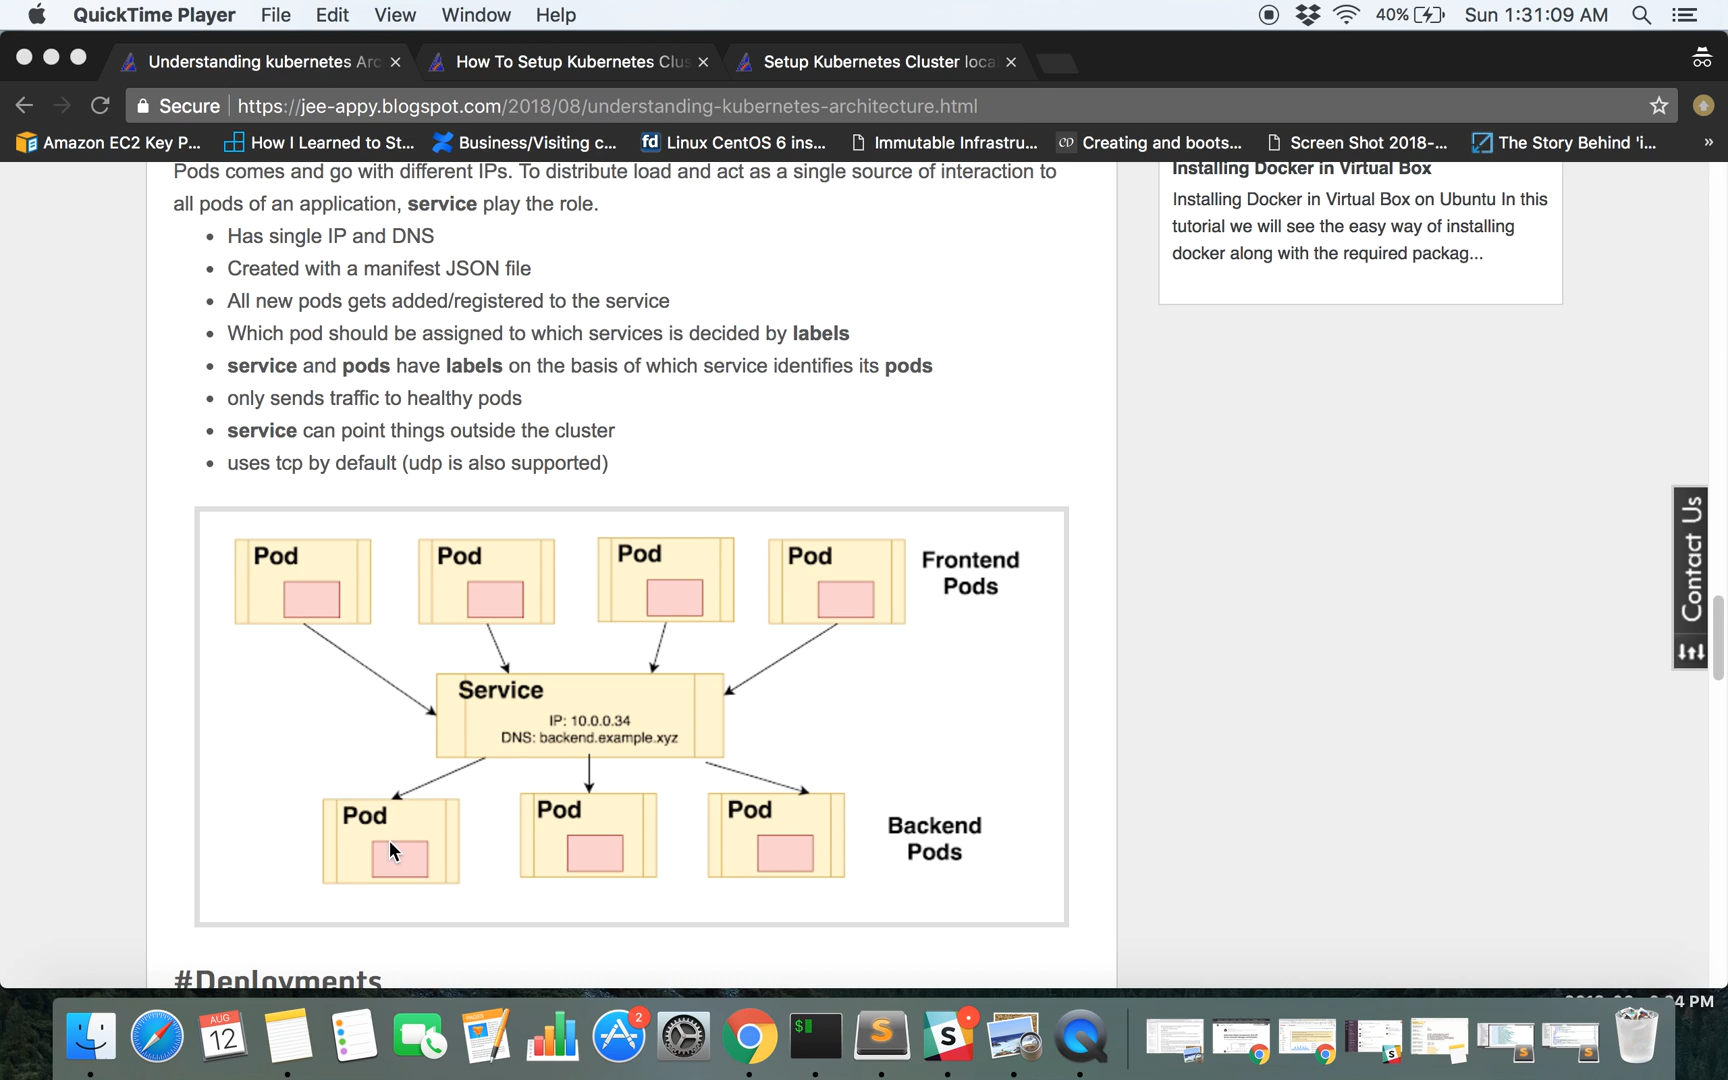 QuickTime Player File Edit View Window Help 40% Sun 1:31:09 AM
Understanding kubernetes Arc How To Setup Kubernetes Clus Setup Kubernetes Cluster loca
Secure https://jee-appy.blogspot.com/2018/08/understanding-kubernetes-architecture.html
Amazon EC2 Key P... How I Learned to St... Business/Visiting c... fd Linux CentOS 6 ins... Immutable Infrastru... CD Creating and boots... Screen Shot 2018-... The Story Behind 'i... »
Pods comes and go with different IPs. To distribute load and act as a single source of interaction to
all pods of an application, service play the role.
• Has single IP and DNS
• Created with a manifest JSON file
• All new pods gets added/registered to the service
• Which pod should be assigned to which services is decided by labels
• service and pods have labels on the basis of which service identifies its pods
• only sends traffic to healthy pods
• service can point things outside the cluster
• uses tcp by default (udp is also supported)
Installing Docker in Virtual Box
Installing Docker in Virtual Box on Ubuntu In this
tutorial we will see the easy way of installing
docker along with the required packag...
Contact Us
Pod Pod Pod Pod
Frontend
Pods
Service
IP: 10.0.0.34
DNS: backend.example.xyz
Pod Pod Pod
Backend
Pods
#Deployments
4 PM
AUG
12
2
$
S
S